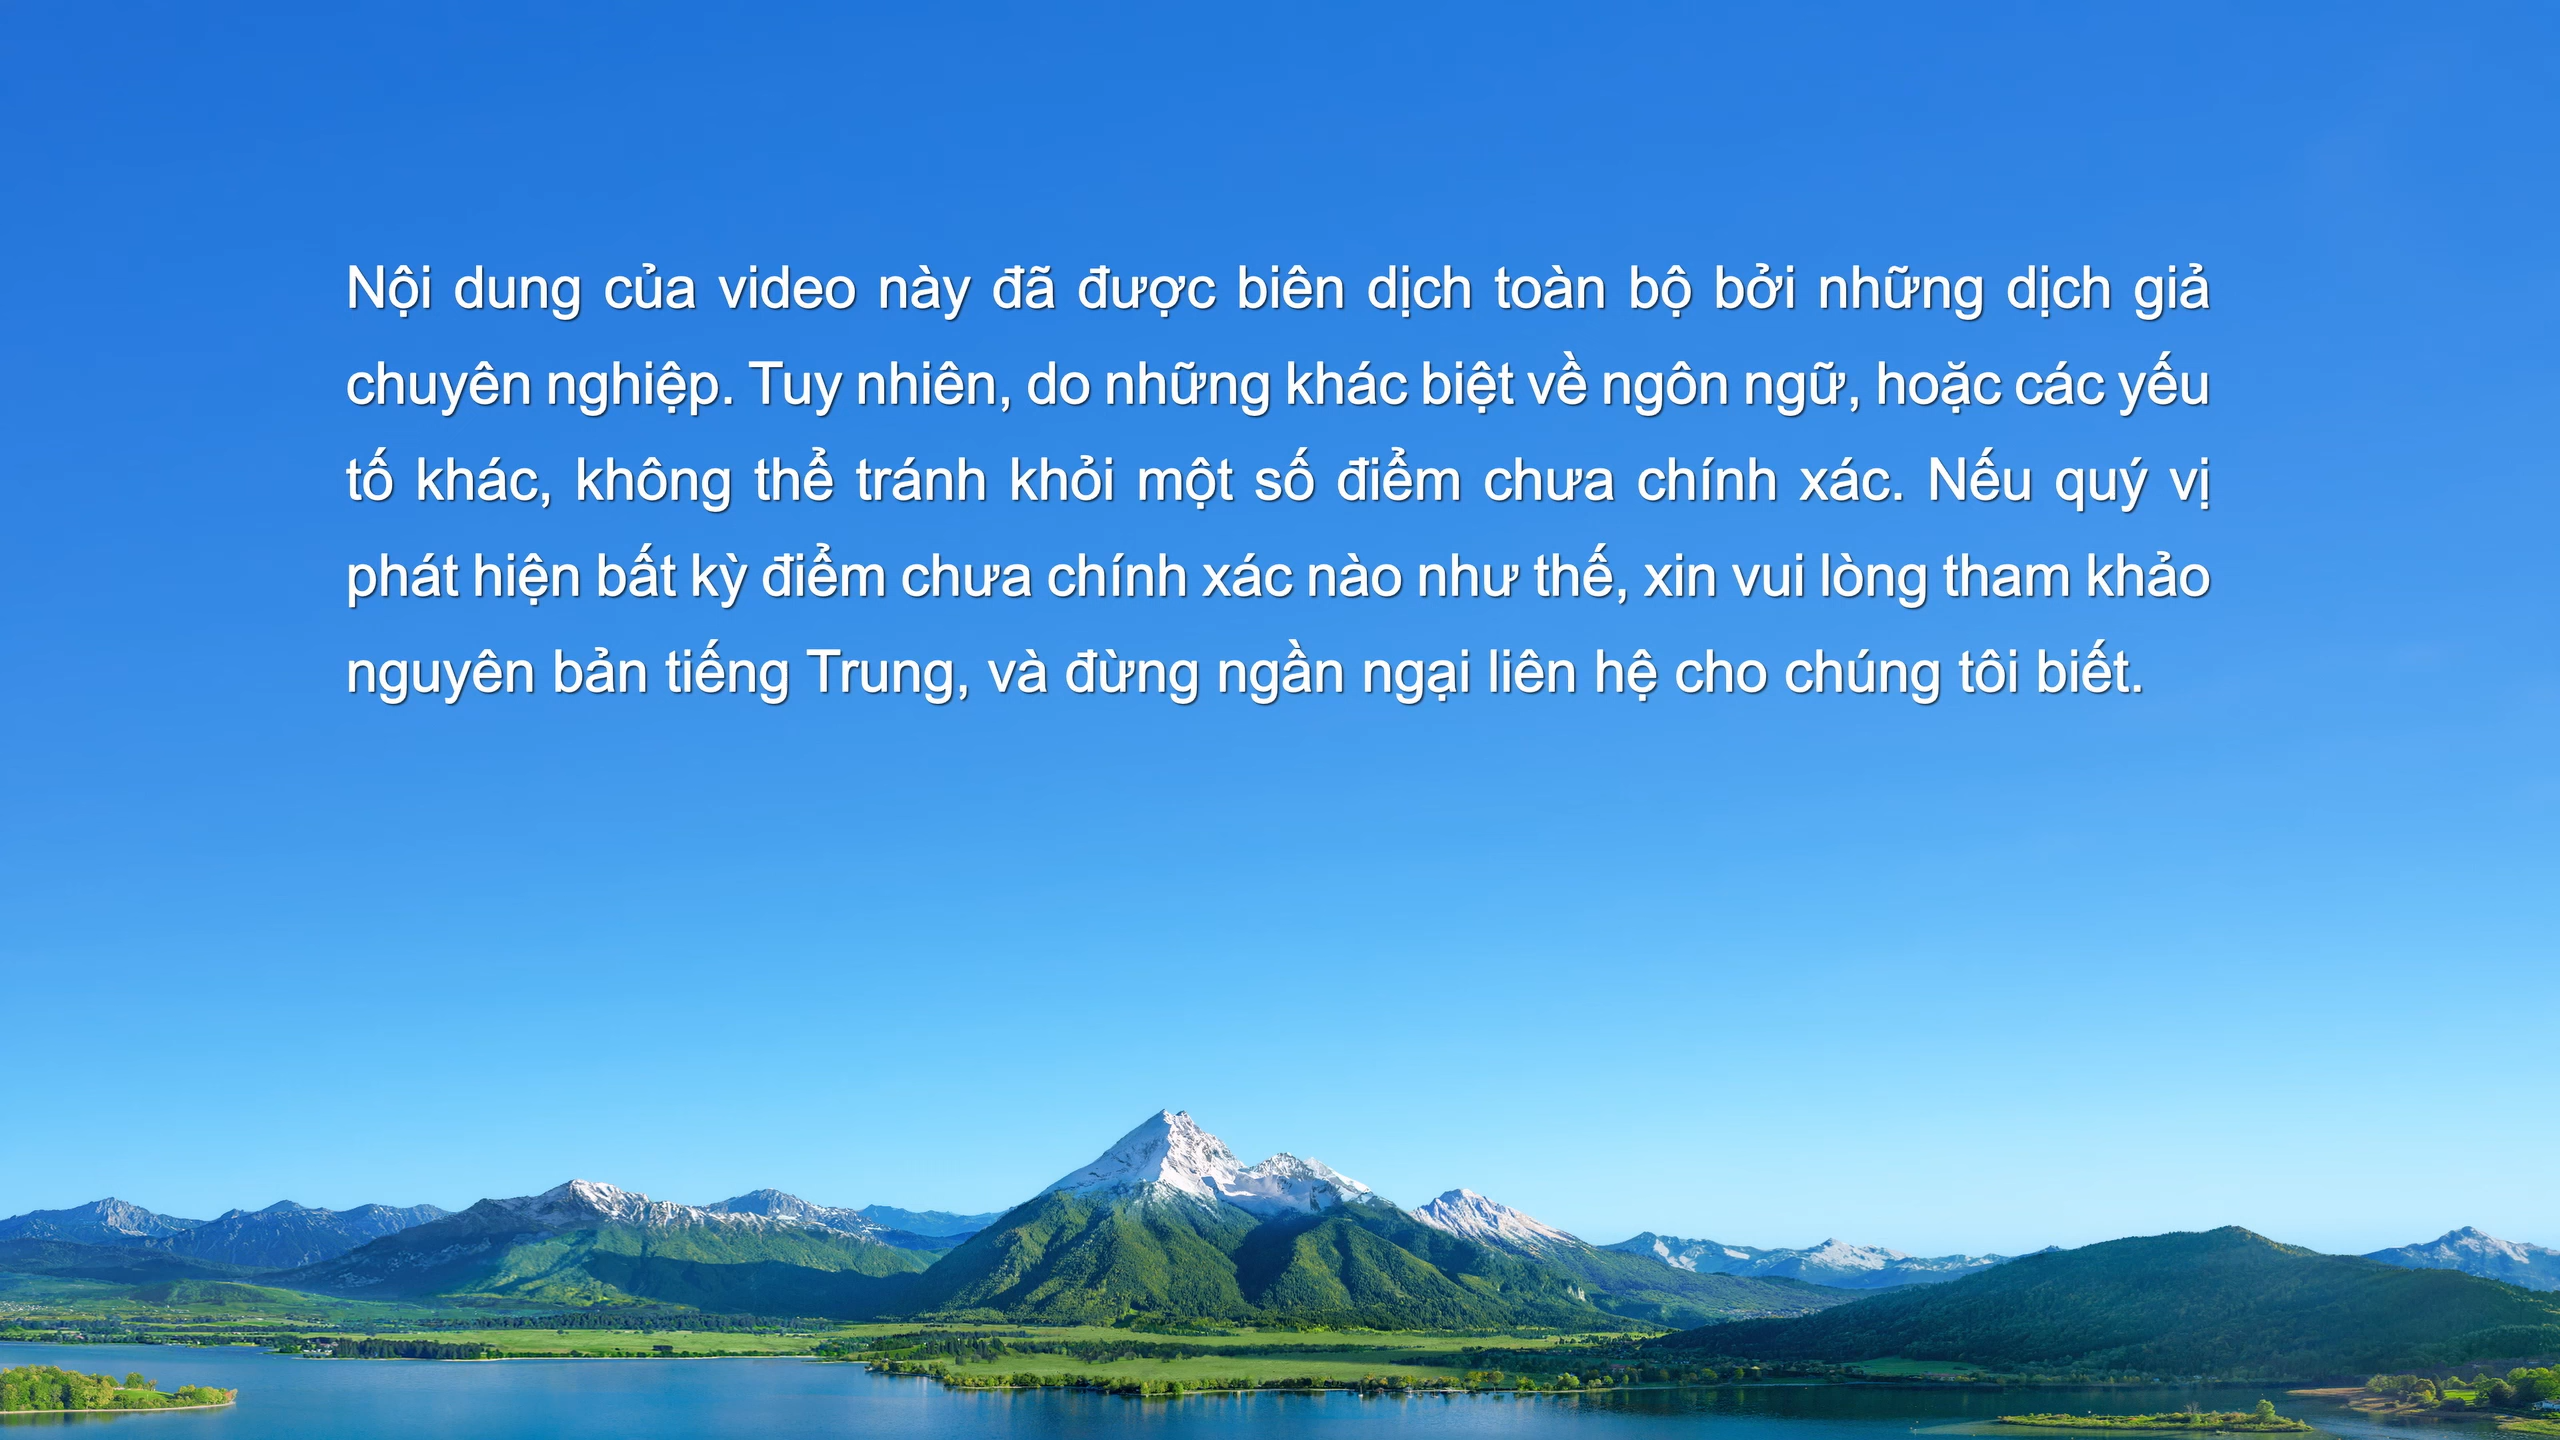 Nội dung của video này đã được biên dịch toàn bộ bởi những dịch giả
chuyên nghiệp. Tuy nhiên, do những khác biệt về ngôn ngữ, hoặc các yếu
tố khác, không thể tránh khỏi một số điểm chưa chính xác. Nếu quý vị
phát hiện bất kỳ điểm chưa chính xác nào như thế, xin vui lòng tham khảo
nguyên bản tiếng Trung, và đừng ngần ngại liên hệ cho chúng tôi biết.